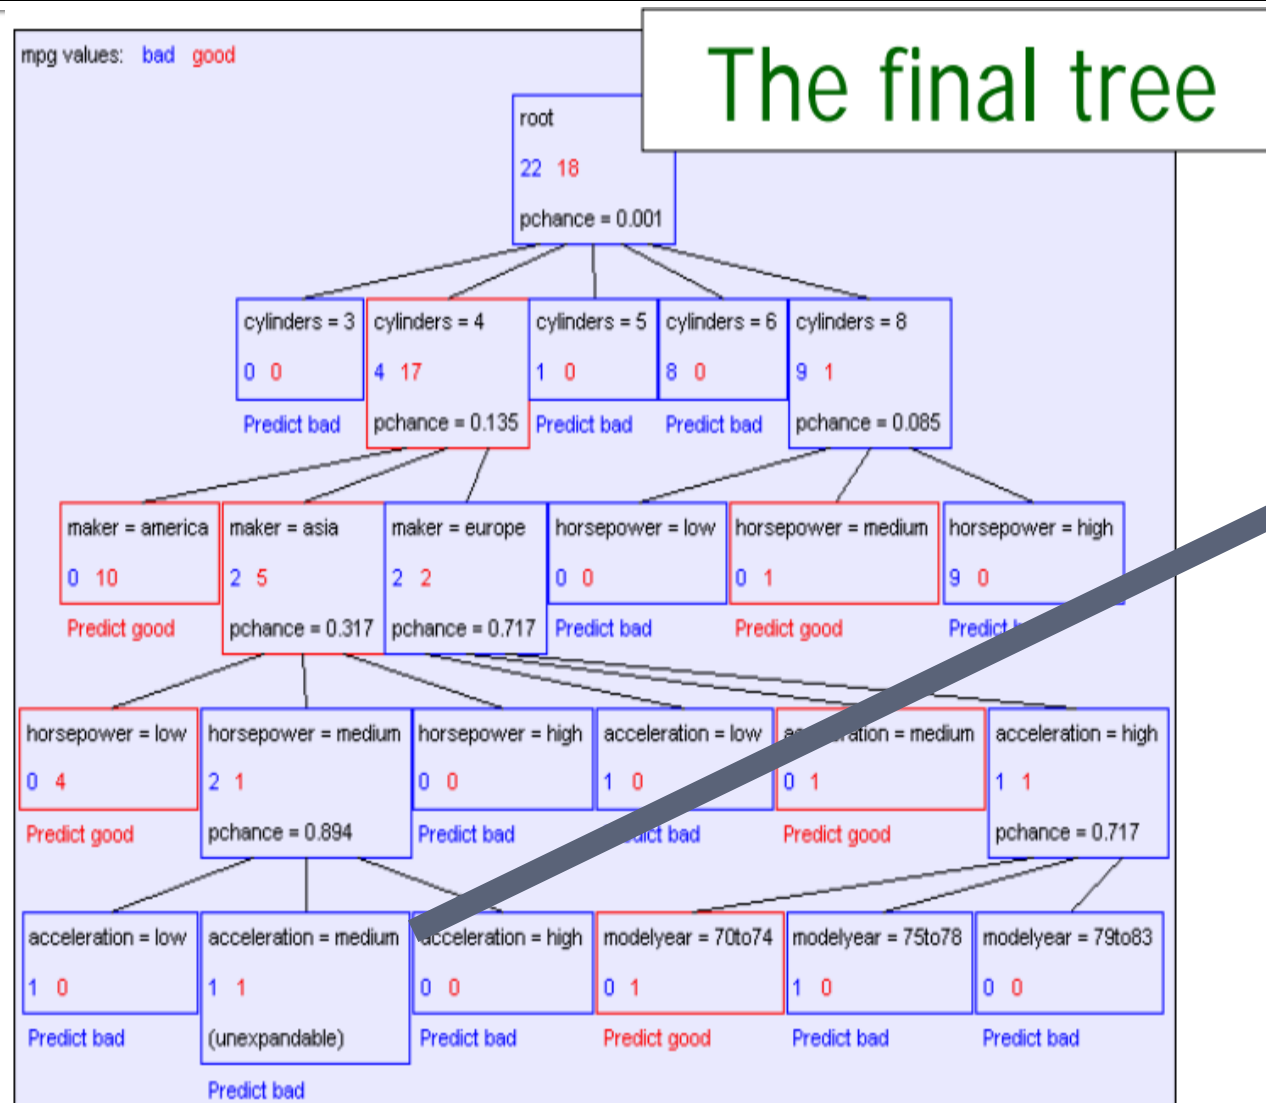 The final tree
mpg values: bad good
root
22 18
pchance = 0.001
cylinders = 3
0 0
Predict bad
cylinders = 4
4 17
pchance = 0.135
cylinders = 5
1 0
Predict bad
cylinders = 6
8 0
Predict bad
cylinders = 8
9 1
pchance = 0.085
maker = america
0 10
Predict good
maker = asia
2 5
pchance = 0.317
maker = europe
2 2
pchance = 0.717
horsepower = low
0 0
Predict bad
horsepower = medium
0 1
Predict good
horsepower = high
9 0
Predict
horsepower = low
0 4
Predict good
horsepower = medium
2 1
pchance = 0.894
horsepower = high
0 0
Predict bad
acceleration = low
1 0
bad
acceleration = medium
0 1
Predict good
acceleration = high
1 1
pchance = 0.717
acceleration = low
1 0
Predict bad
acceleration = medium
1 1
(unexpandable)
Predict bad
acceleration = high
0 0
Predict bad
modelyear = 70to74
0 1
Predict good
modelyear = 75to78
1 0
Predict bad
modelyear = 79to83
0 0
Predict bad